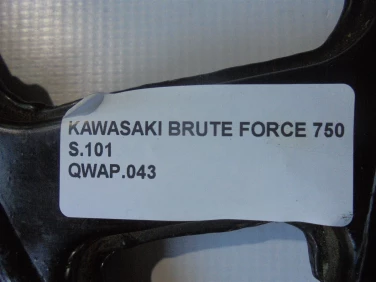 KAWASAKI BRUTE FORCE 750
S.101
QWAP.043